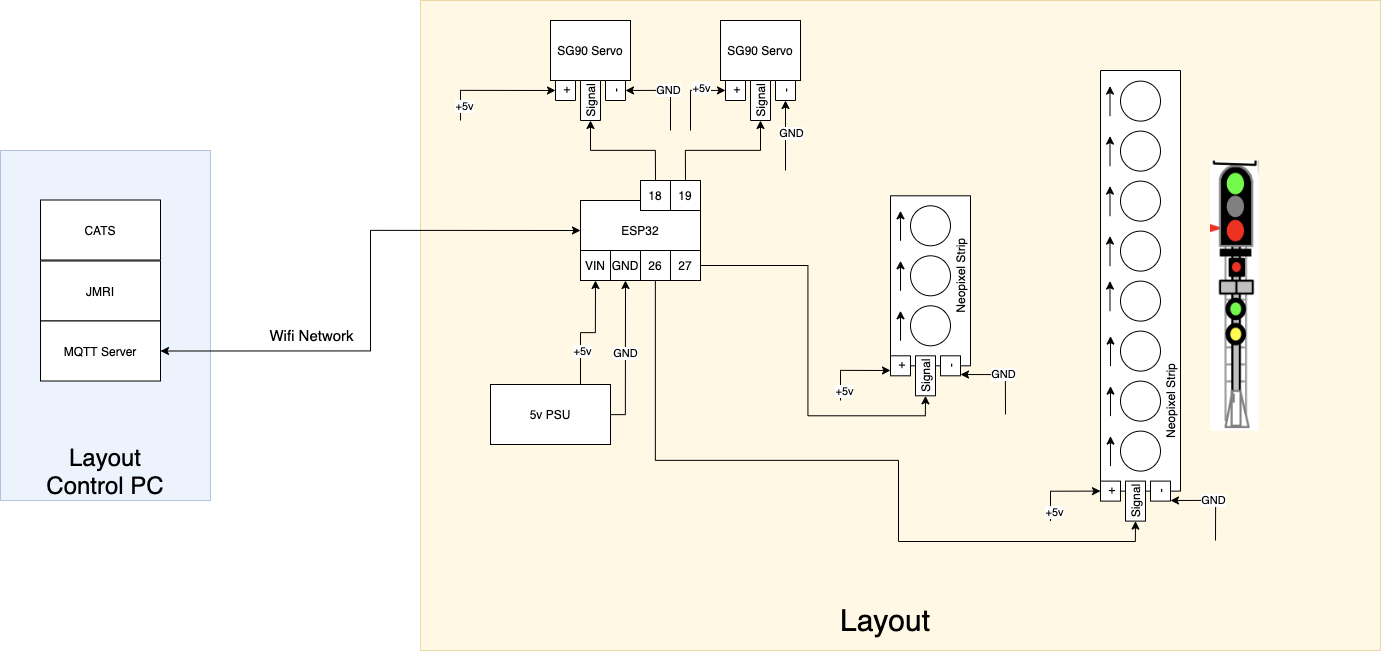 SG90 Servo
+
Signal
-
+5v
GND
SG90 Servo
+
Signal
-
+5v
GND
CATS
JMRI
MQTT Server
Layout
Control PC
Wifi Network
18
19
ESP32
VIN
GND
26
27
+5v
GND
5v PSU
Neopixel Strip
+
Signal
-
+5v
GND
Neopixel Strip
+
Signal
-
+5v
GND
Layout